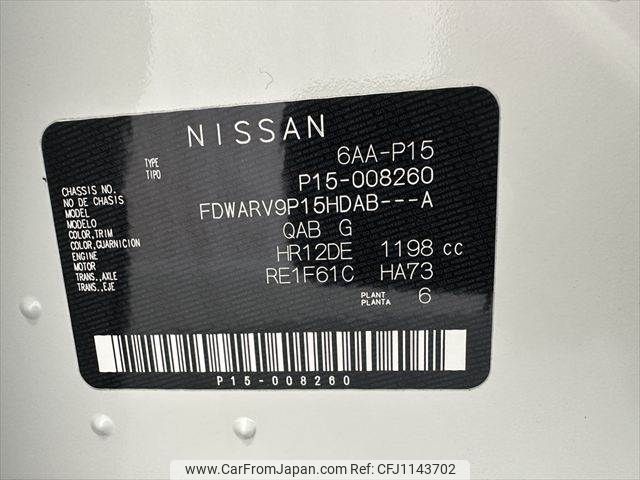 NISSAN
TYPE 6AA-P15
TIPO
CHASSIS NO. P15-008260
NO DE CHASIS
MODEL FDWARV9P15HDAB---A
MODELO
COLOR,TRIM QAB G
COLOR,GUARNICION
ENGINE HR12DE 1198 cc
MOTOR
TRANS.,AXLE RE1F61C HA73
TRANS.,EJE
PLANT 6
PLANTA
P15-008260
www.CarFromJapan.com | Car ID: CFJ1143702